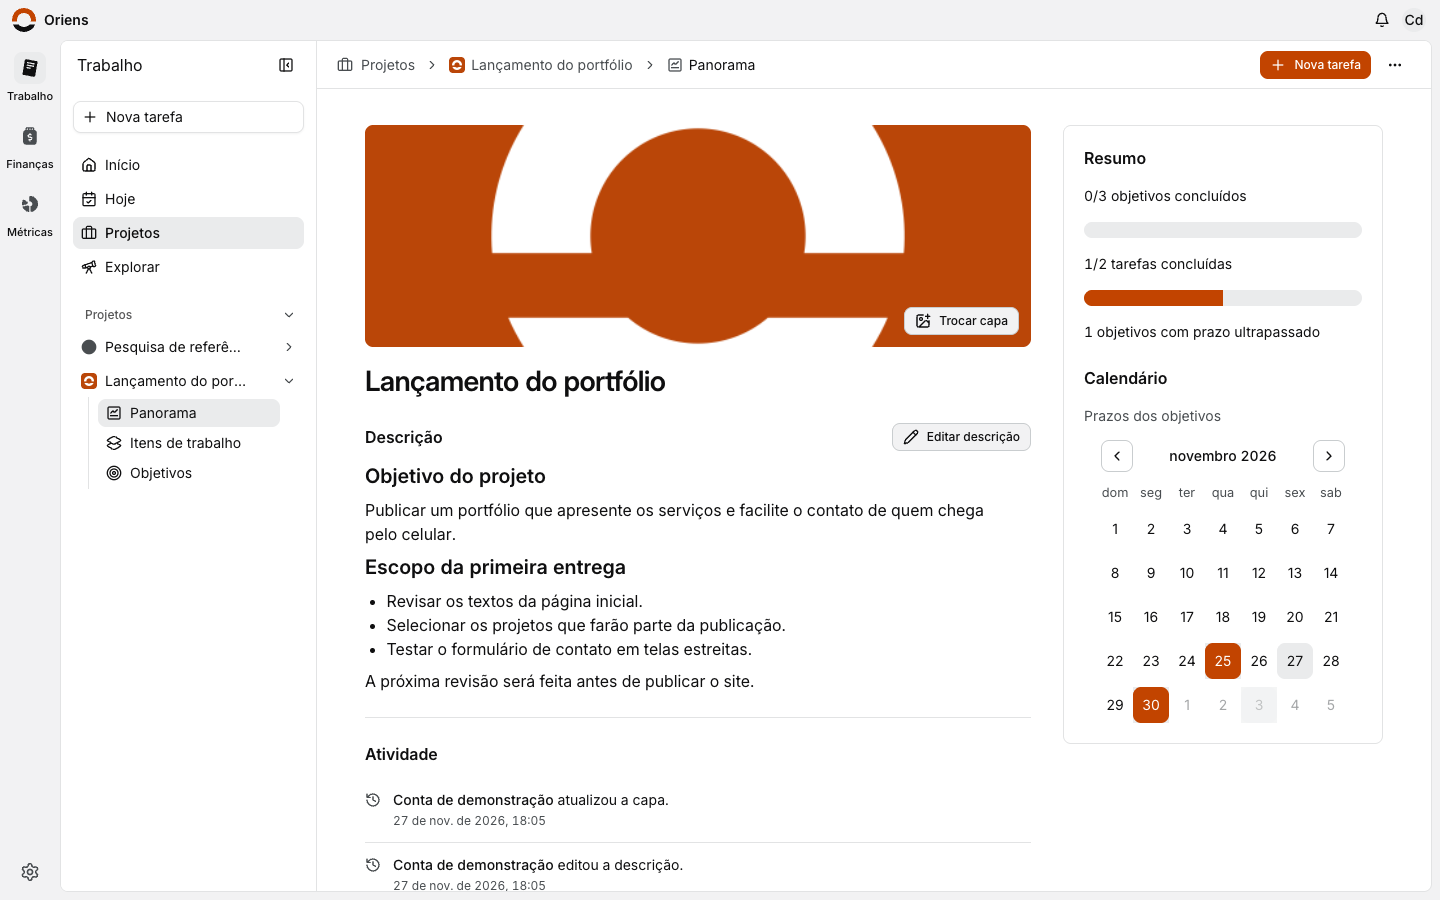 Oriens
Cd
Trabalho
Finanças
Métricas
Trabalho
Nova tarefa
Início
Hoje
Projetos
Explorar
Projetos
Pesquisa de referê...
Lançamento do por...
Panorama
Itens de trabalho
Objetivos
Projetos
Lançamento do portfólio
Panorama
Nova tarefa
Trocar capa
Lançamento do portfólio
Descrição
Editar descrição
Objetivo do projeto
Publicar um portfólio que apresente os serviços e facilite o contato de quem chega
pelo celular.
Escopo da primeira entrega
• Revisar os textos da página inicial.
• Selecionar os projetos que farão parte da publicação.
• Testar o formulário de contato em telas estreitas.
A próxima revisão será feita antes de publicar o site.
Atividade
Conta de demonstração atualizou a capa.
27 de nov. de 2026, 18:05
Conta de demonstração editou a descrição.
27 de nov. de 2026, 18:05
Resumo
0/3 objetivos concluídos
1/2 tarefas concluídas
1 objetivos com prazo ultrapassado
Calendário
Prazos dos objetivos
novembro 2026
dom seg ter qua qui sex sab
1 2 3 4 5 6 7
8 9 10 11 12 13 14
15 16 17 18 19 20 21
22 23 24 25 26 27 28
29 30 1 2 3 4 5